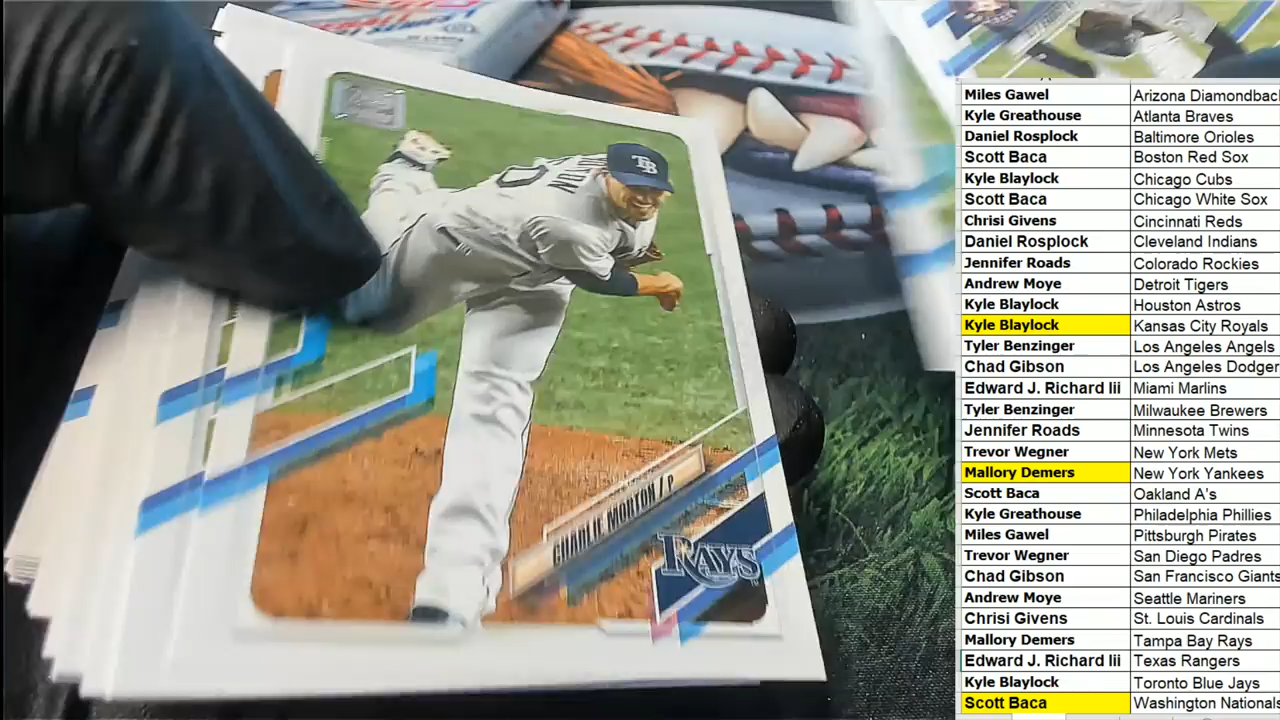 TB
CHARLIE MORTON / P
RAYS
Miles Gawel Arizona Diamondbac
Kyle Greathouse Atlanta Braves
Daniel Rosplock Baltimore Orioles
Scott Baca Boston Red Sox
Kyle Blaylock Chicago Cubs
Scott Baca Chicago White Sox
Chrisi Givens Cincinnati Reds
Daniel Rosplock Cleveland Indians
Jennifer Roads Colorado Rockies
Andrew Moye Detroit Tigers
Kyle Blaylock Houston Astros
Kyle Blaylock Kansas City Royals
Tyler Benzinger Los Angeles Angels
Chad Gibson Los Angeles Dodger
Edward J. Richard Iii Miami Marlins
Tyler Benzinger Milwaukee Brewers
Jennifer Roads Minnesota Twins
Trevor Wegner New York Mets
Mallory Demers New York Yankees
Scott Baca Oakland A's
Kyle Greathouse Philadelphia Phillies
Miles Gawel Pittsburgh Pirates
Trevor Wegner San Diego Padres
Chad Gibson San Francisco Giants
Andrew Moye Seattle Mariners
Chrisi Givens St. Louis Cardinals
Mallory Demers Tampa Bay Rays
Edward J. Richard Iii Texas Rangers
Kyle Blaylock Toronto Blue Jays
Scott Baca Washington Nationals